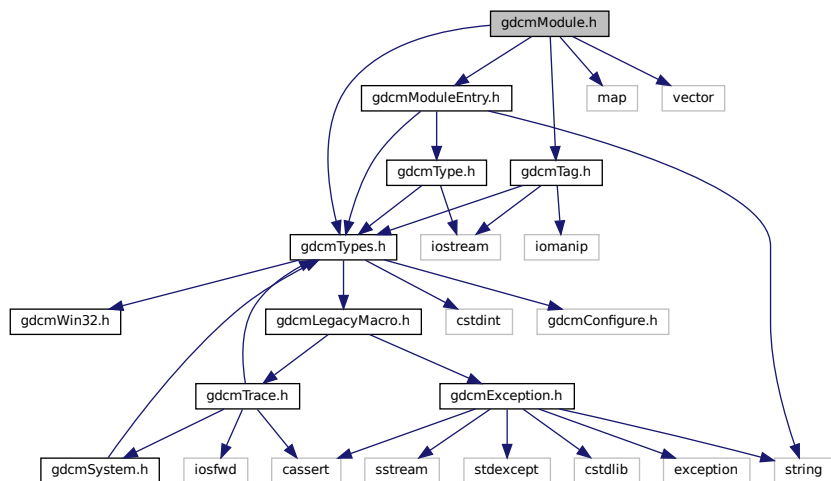 gdcmModule.h
gdcmModuleEntry.h
map
vector
gdcmType.h
gdcmTag.h
gdcmTypes.h
iostream
iomanip
gdcmWin32.h
gdcmLegacyMacro.h
cstdint
gdcmConfigure.h
gdcmTrace.h
gdcmException.h
gdcmSystem.h
iosfwd
cassert
sstream
stdexcept
cstdlib
exception
string